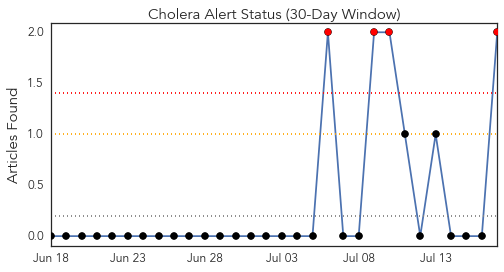 Cholera Alert Status (30-Day Window)
Articles Found
2.0
1.5
1.0
0.5
0.0
Jun 18 Jun 23 Jun 28 Jul 03 Jul 08 Jul 13